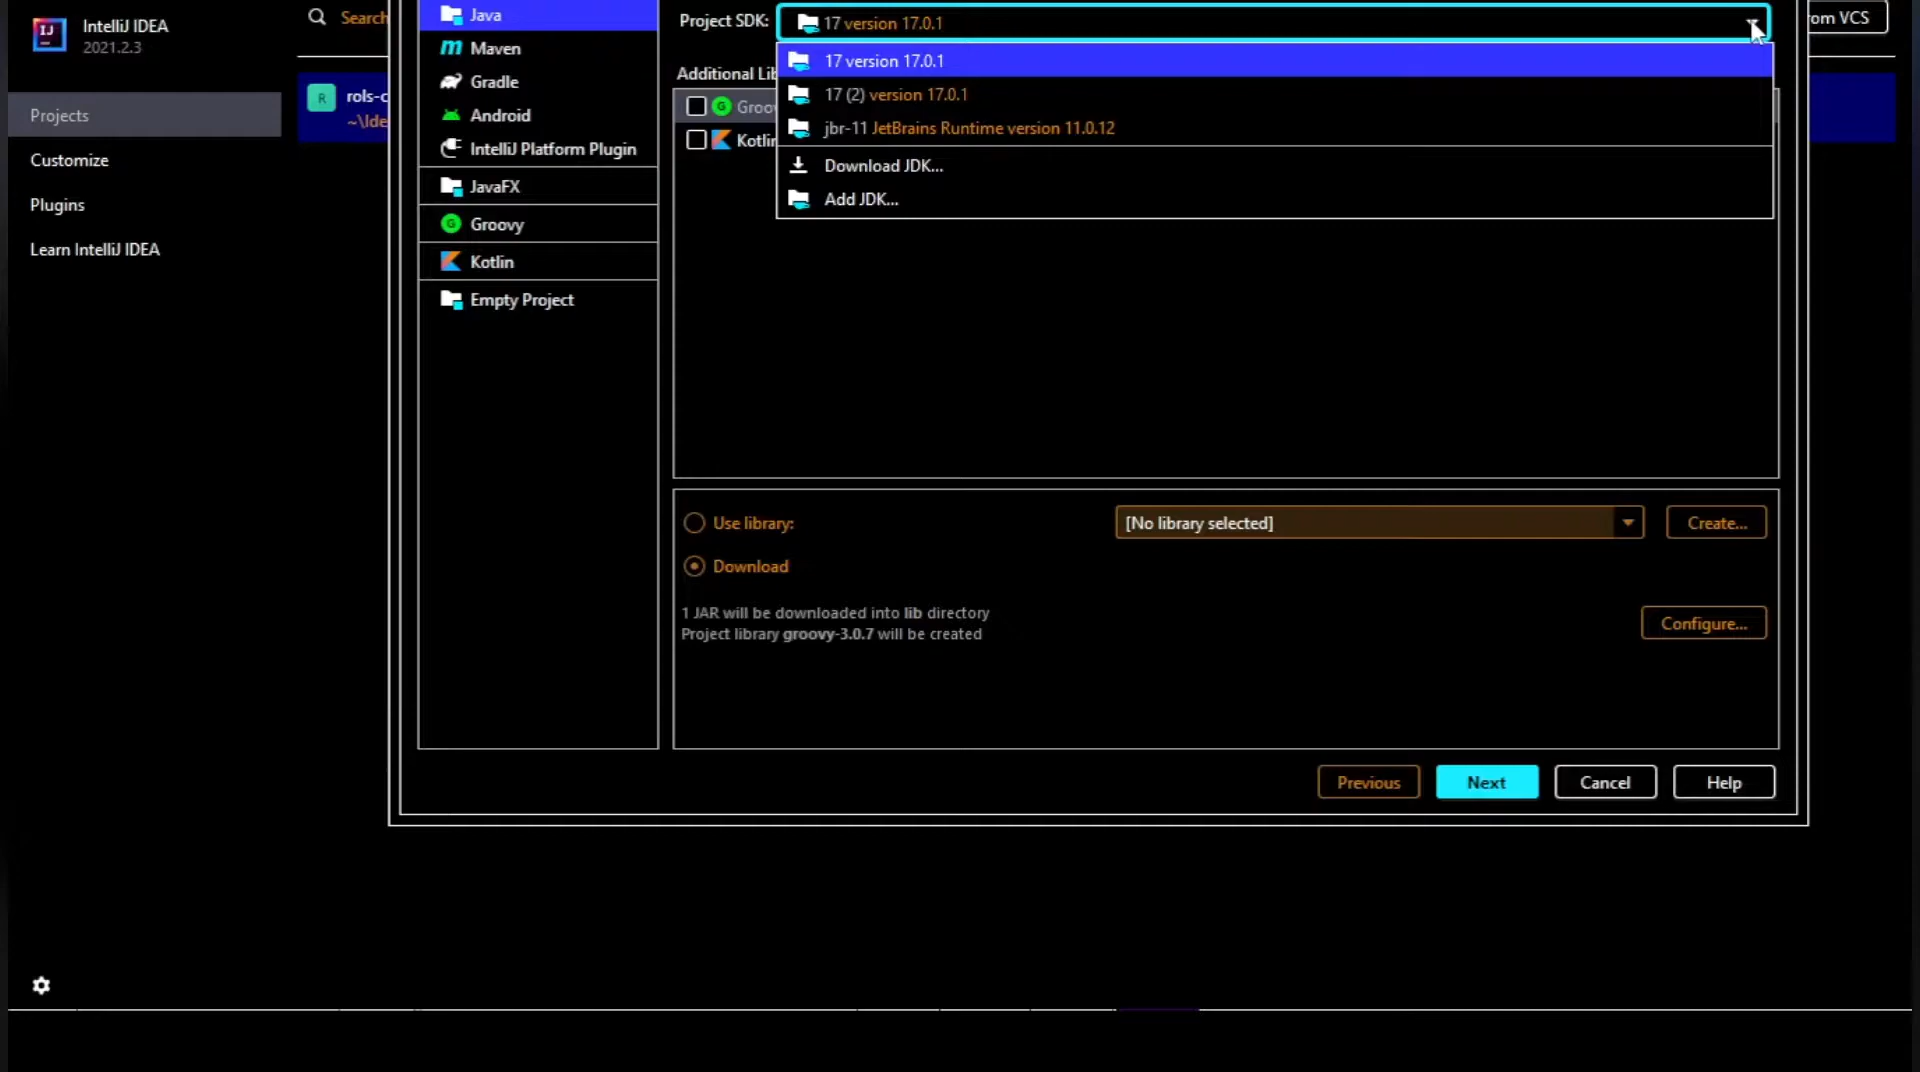 IntelliJ IDEA
2021.2.3
Projects
Customize
Plugins
Learn IntelliJ IDEA
Search
R
rols-c
~\Ide
om VCS
Java
Maven
Gradle
Android
IntelliJ Platform Plugin
JavaFX
Groovy
Kotlin
Empty Project
Project SDK: 17 version 17.0.1
17 version 17.0.1
17 (2) version 17.0.1
jbr-11 JetBrains Runtime version 11.0.12
Download JDK...
Add JDK...
Additional Lib
Groov
Kotlin
Use library: [No library selected] Create...
Download
1 JAR will be downloaded into lib directory
Project library groovy-3.0.7 will be created
Configure...
Previous Next Cancel Help